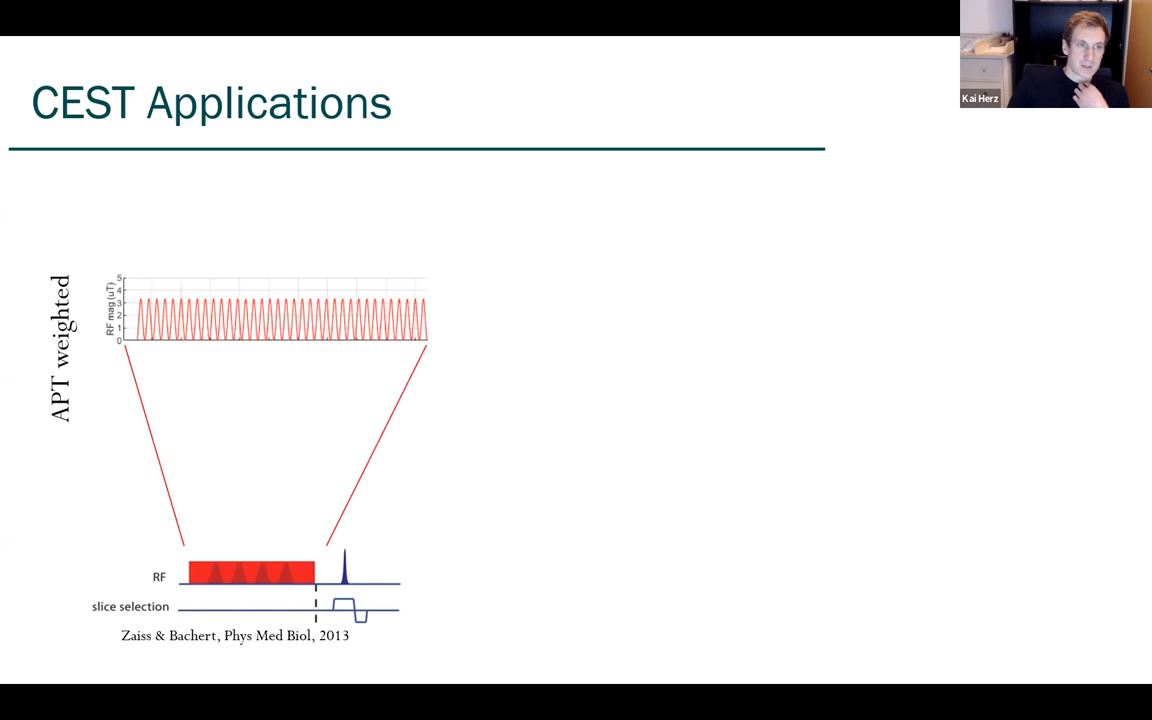 CEST Applications
Kai Herz
APT weighted
RF mag (uT)
5
4
3
2
1
0
RF
slice selection
Zaiss & Bachert, Phys Med Biol, 2013